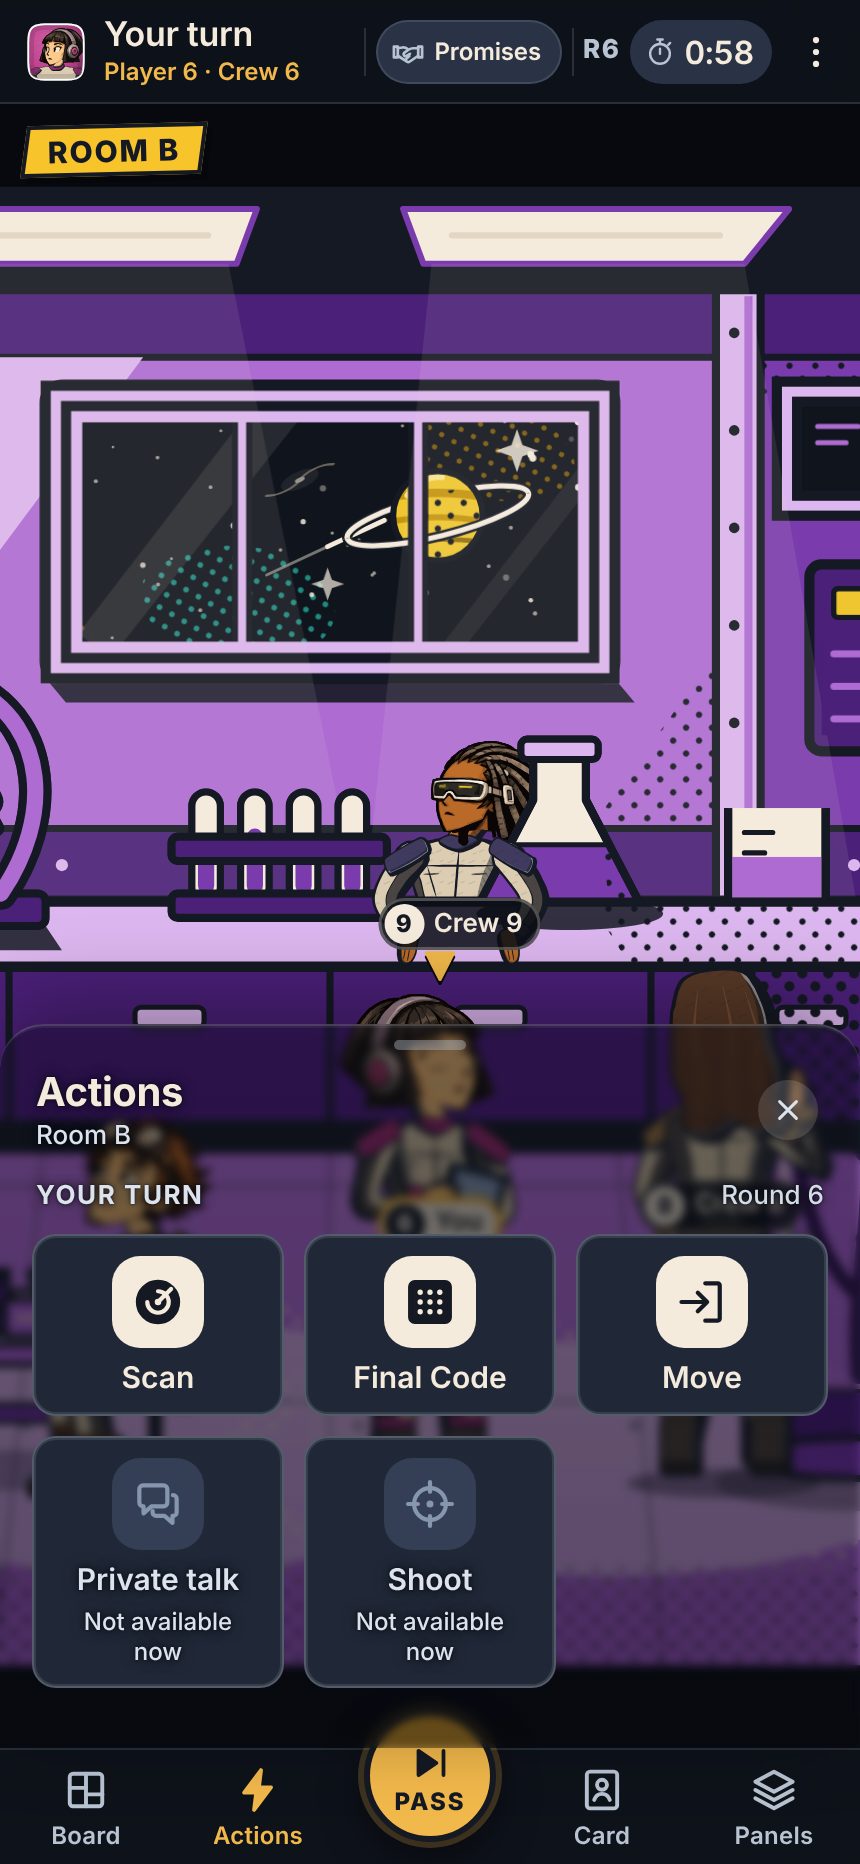 Your turn
Player 6 · Crew 6
Promises
R6
0:58
ROOM B
9 Crew 9
Actions
Room B
YOUR TURN
Round 6
Scan
Final Code
Move
Private talk
Not available
now
Shoot
Not available
now
Board
Actions
PASS
Card
Panels